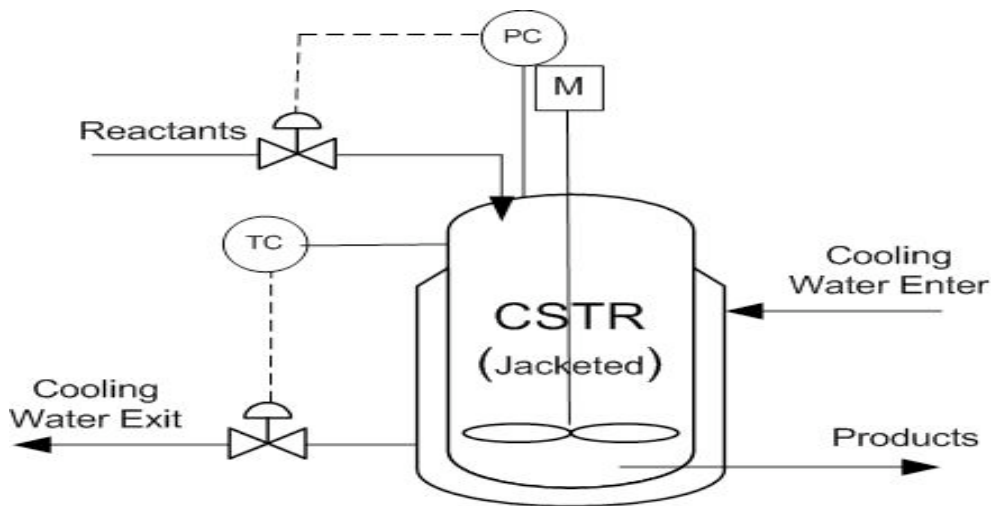 PC
M
Reactants
TC
Cooling
Water Enter
CSTR
(Jacketed)
Cooling
Water Exit
Products